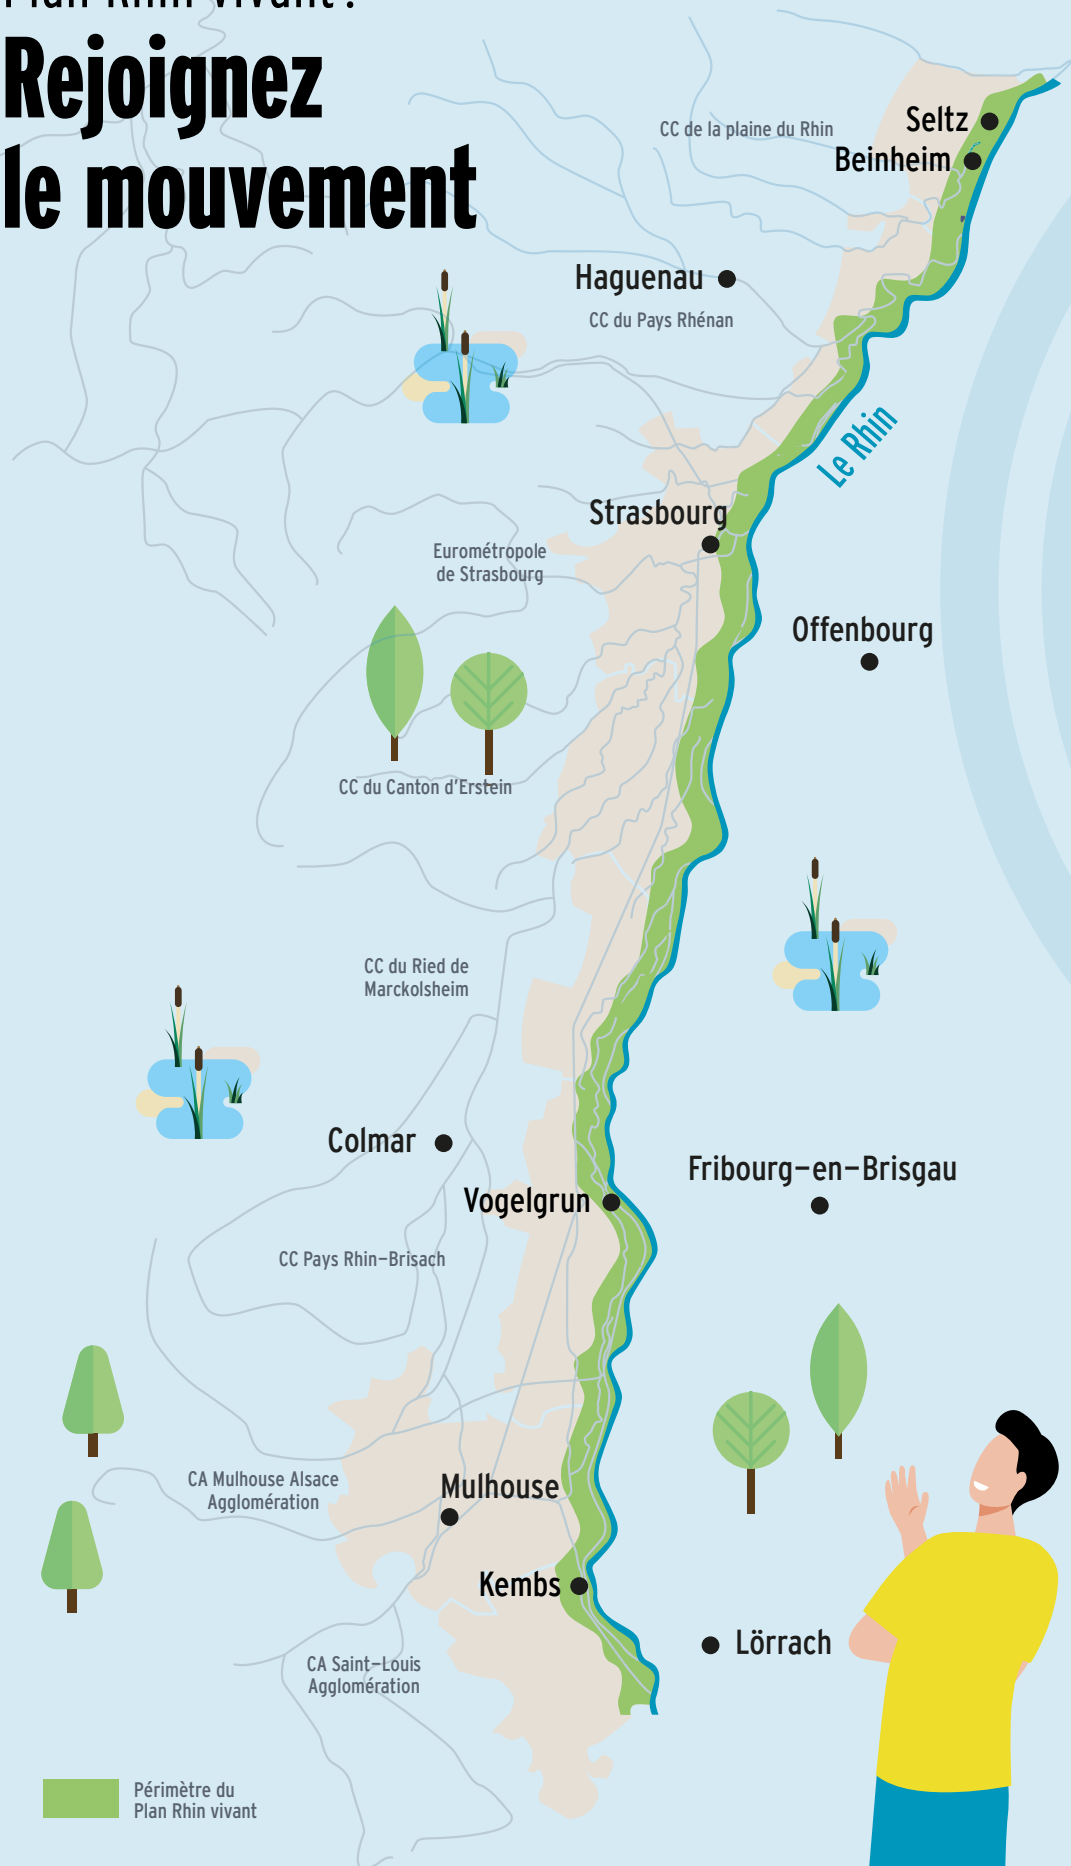 Plan Rhin vivant :
Rejoignez
le mouvement
CC de la plaine du Rhin
Seltz
Beinheim
Haguenau
CC du Pays Rhénan
Le Rhin
Strasbourg
Eurométropole
de Strasbourg
Offenbourg
CC du Canton d'Erstein
CC du Ried de
Marckolsheim
Colmar
Fribourg-en-Brisgau
Vogelgrun
CC Pays Rhin-Brisach
CA Mulhouse Alsace
Agglomération
Mulhouse
Kembs
Lörrach
CA Saint-Louis
Agglomération
Périmètre du
Plan Rhin vivant